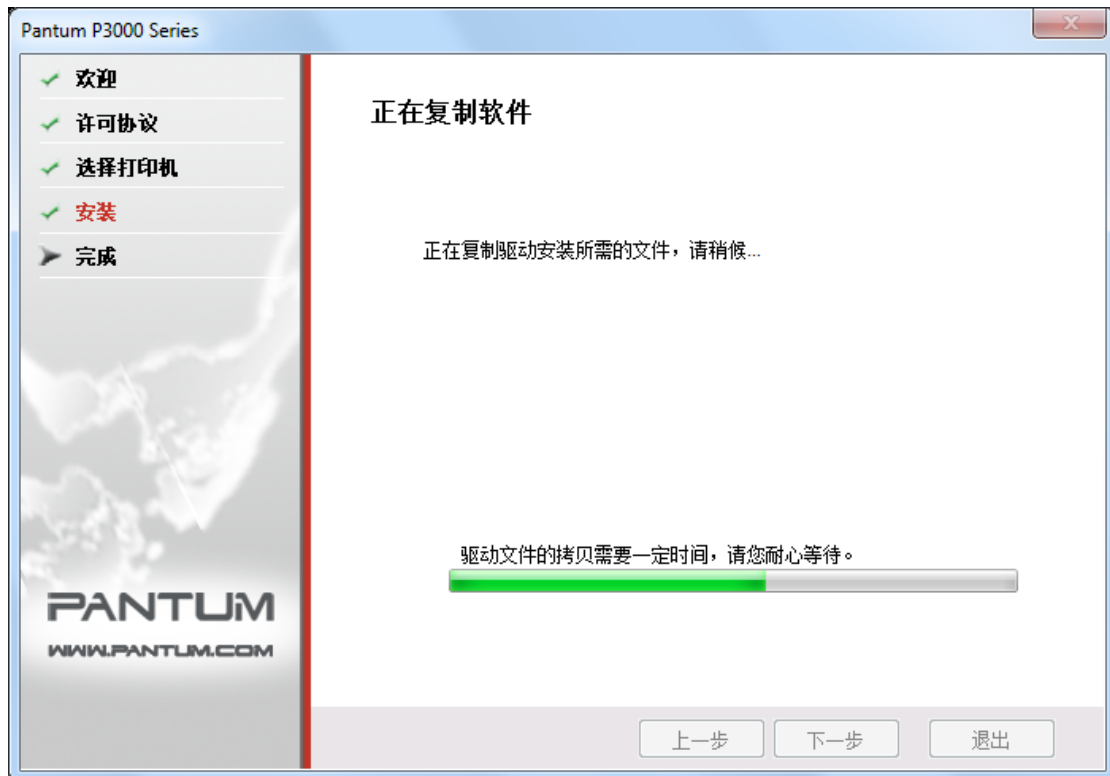 Pantum P3000 Series
欢迎
许可协议
选择打印机
安装
完成
正在复制软件
正在复制驱动安装所需的文件，请稍候...
驱动文件的拷贝需要一定时间，请您耐心等待。
PANTUM
WWW.PANTUM.COM
上一步
下一步
退出